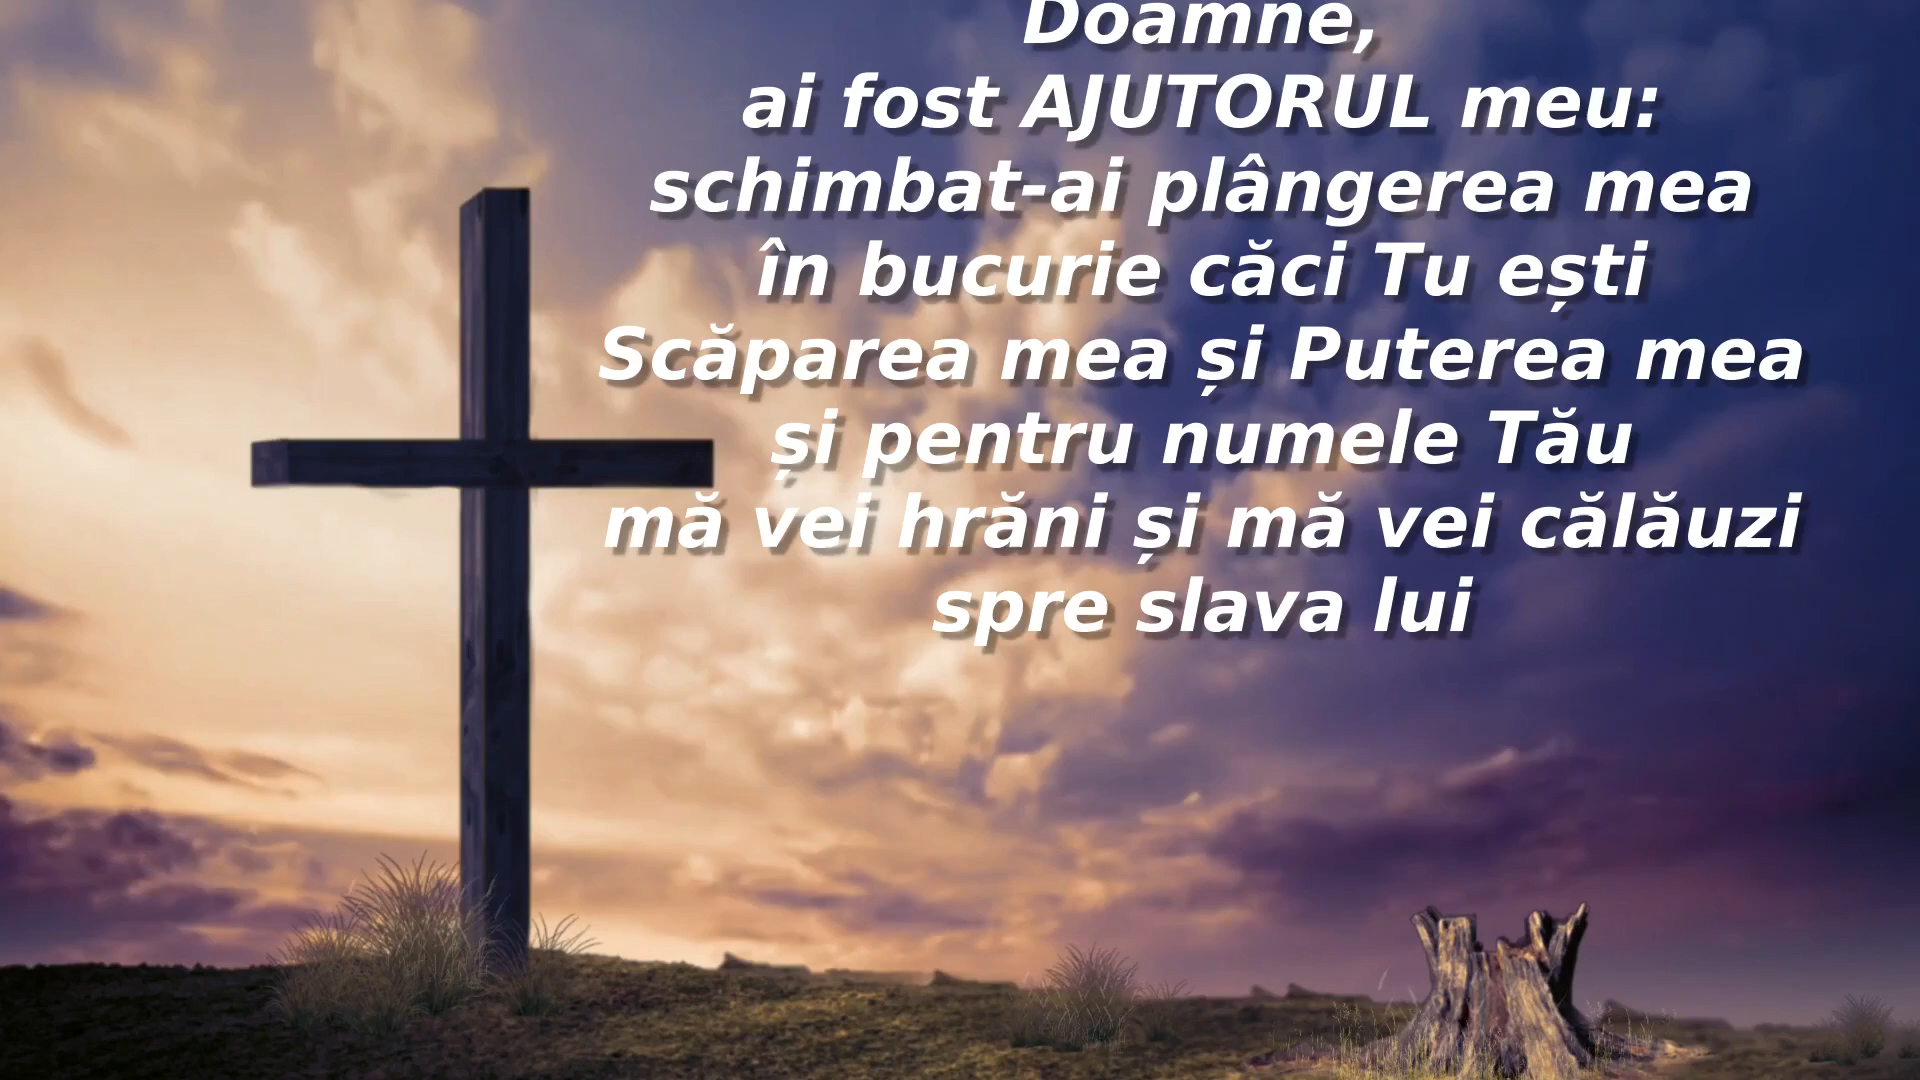 Doamne,
ai fost AJUTORUL meu:
schimbat-ai plângerea mea
în bucurie căci Tu ești
Scăparea mea și Puterea mea
și pentru numele Tău
mă vei hrăni și mă vei călăuzi
spre slava lui